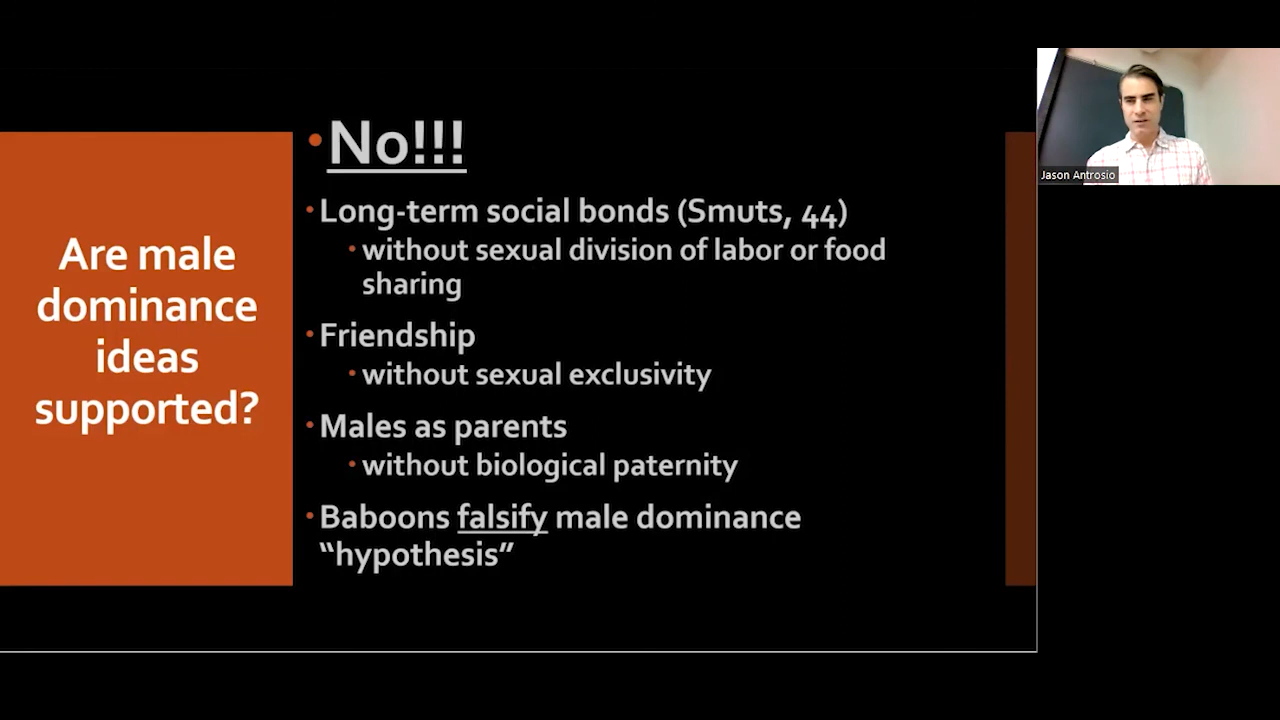 Are male
dominance
ideas
supported?
•No!!!
•Long-term social bonds (Smuts, 44)
•without sexual division of labor or food
sharing
•Friendship
•without sexual exclusivity
•Males as parents
•without biological paternity
•Baboons falsify male dominance
“hypothesis”
Jason Antrosio